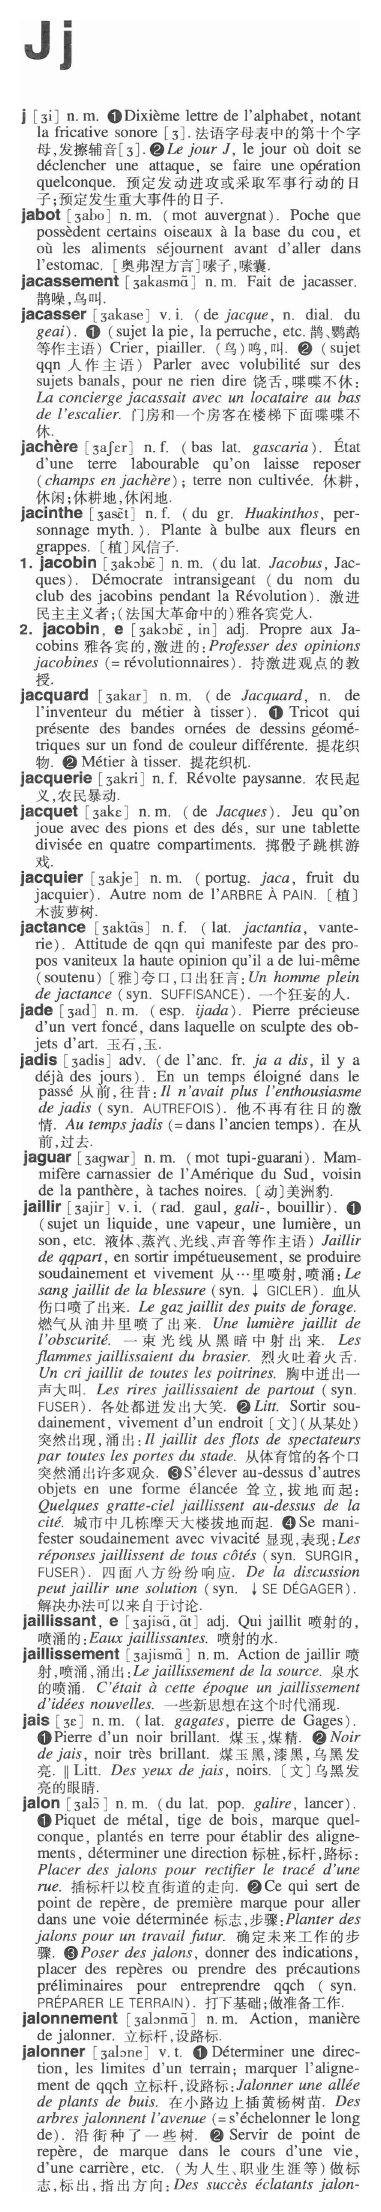 Jj
j [ʒi] n. m. ❶Dixième lettre de l'alphabet, notant
la fricative sonore [ʒ]. 法语字母表中的第十个字
母,发擦辅音[ʒ]. ❷Le jour J, le jour où doit se
déclencher une attaque, se faire une opération
quelconque. 预定发动进攻或采取军事行动的日
子;预定发生重大事件的日子.
jabot [ʒabo] n. m. (mot auvergnat). Poche que
possèdent certains oiseaux à la base du cou, et
où les aliments séjournent avant d'aller dans
l'estomac. [奥弗涅方言]嗉子,嗉囊.
jacassement [ʒakasmɑ̃] n. m. Fait de jacasser.
鹊噪,鸟叫.
jacasser [ʒakase] v. i. (de jacque, n. dial. du
geai). ❶ (sujet la pie, la perruche, etc. 鹊、鹦鹉
等作主语) Crier, piailler. (鸟)鸣,叫. ❷ (sujet
qqn 人作主语) Parler avec volubilité sur des
sujets banals, pour ne rien dire 饶舌,喋喋不休:
La concierge jacassait avec un locataire au bas
de l'escalier. 门房和一个房客在楼梯下面喋喋不
休.
jachère [ʒaʃɛr] n. f. (bas lat. gascaria). État
d'une terre labourable qu'on laisse reposer
(champs en jachère); terre non cultivée. 休耕,
休闲;休耕地,休闲地.
jacinthe [ʒasɛ̃t] n. f. (du gr. Huakinthos, per-
sonnage myth.). Plante à bulbe aux fleurs en
grappes. [植]风信子.
1. jacobin [ʒakɔbɛ̃] n. m. (du lat. Jacobus, Jac-
ques). Démocrate intransigeant (du nom du
club des jacobins pendant la Révolution). 激进
民主主义者;(法国大革命中的)雅各宾党人.
2. jacobin, e [ʒakɔbɛ̃, in] adj. Propre aux Ja-
cobins 雅各宾的,激进的:Professer des opinions
jacobines (= révolutionnaires). 持激进观点的教
授.
jacquard [ʒakar] n. m. (de Jacquard, n. de
l'inventeur du métier à tisser). ❶ Tricot qui
présente des bandes ornées de dessins géomé-
triques sur un fond de couleur différente. 提花织
物. ❷ Métier à tisser. 提花织机.
jacquerie [ʒakri] n. f. Révolte paysanne. 农民起
义,农民暴动.
jacquet [ʒakɛ] n. m. (de Jacques). Jeu qu'on
joue avec des pions et des dés, sur une tablette
divisée en quatre compartiments. 掷骰子跳棋游
戏.
jacquier [ʒakje] n. m. (portug. jaca, fruit du
jacquier). Autre nom de l'ARBRE À PAIN. [植]
木菠萝树.
jactance [ʒaktɑ̃s] n. f. (lat. jactantia, vante-
rie). Attitude de qqn qui manifeste par des pro-
pos vaniteux la haute opinion qu'il a de lui-même
(soutenu) [雅]夸口,口出狂言:Un homme plein
de jactance (syn. SUFFISANCE). 一个狂妄的人.
jade [ʒad] n. m. (esp. ijada). Pierre précieuse
d'un vert foncé, dans laquelle on sculpte des ob-
jets d'art. 玉石,玉.
jadis [ʒadis] adv. (de l'anc. fr. ja a dis, il y a
déjà des jours). En un temps éloigné dans le
passé 从前,往昔:Il n'avait plus l'enthousiasme
de jadis (syn. AUTREFOIS). 他不再有往日的激
情. Au temps jadis (= dans l'ancien temps). 在从
前,过去.
jaguar [ʒagwar] n. m. (mot tupi-guarani). Mam-
mifère carnassier de l'Amérique du Sud, voisin
de la panthère, à taches noires. [动]美洲豹.
jaillir [ʒajir] v. i. (rad. gaul, gali-, bouillir). ❶
(sujet un liquide, une vapeur, une lumière, un
son, etc. 液体、蒸汽、光线、声音等作主语) Jaillir
de qqpart, en sortir impétueusement, se produire
soudainement et vivement 从…里喷射,喷涌:Le
sang jaillit de la blessure (syn. ↓ GICLER). 血从
伤口喷了出来. Le gaz jaillit des puits de forage.
燃气从油井里喷了出来. Une lumière jaillit de
l'obscurité. 一束光线从黑暗中射出来. Les
flammes jaillissaient du brasier. 烈火吐着火舌.
Un cri jaillit de toutes les poitrines. 胸中迸出一
声大叫. Les rires jaillissaient de partout (syn.
FUSER). 各处都迸发出大笑. ❷ Litt. Sortir sou-
dainement, vivement d'un endroit [文](从某处)
突然出现,涌出:Il jaillit des flots de spectateurs
par toutes les portes du stade. 从体育馆的各个口
突然涌出许多观众. ❸ S'élever au-dessus d'autres
objets en une forme élancée 耸立,拔地而起:
Quelques gratte-ciel jaillissent au-dessus de la
cité. 城市中几栋摩天大楼拔地而起. ❹ Se mani-
fester soudainement avec vivacité 显现,表现:Les
réponses jaillissent de tous côtés (syn. SURGIR,
FUSER). 四面八方纷纷响应. De la discussion
peut jaillir une solution (syn. ↓ SE DÉGAGER).
解决办法可以来自于讨论.
jaillissant, e [ʒajisɑ̃, ɑ̃t] adj. Qui jaillit 喷射的,
喷涌的:Eaux jaillissantes. 喷射的水.
jaillissement [ʒajismɑ̃] n. m. Action de jaillir 喷
射,喷涌,涌出:Le jaillissement de la source. 泉水
的喷涌. C'était à cette époque un jaillissement
d'idées nouvelles. 一些新思想在这个时代涌现.
jais [ʒɛ] n. m. (lat. gagates, pierre de Gages).
❶Pierre d'un noir brillant. 煤玉,煤精. ❷ Noir
de jais, noir très brillant. 煤玉黑,漆黑,乌黑发
亮. ‖ Litt. Des yeux de jais, noirs. [文]乌黑发
亮的眼睛.
jalon [ʒalɔ̃] n. m. (du lat. pop. galire, lancer).
❶Piquet de métal, tige de bois, marque quel-
conque, plantés en terre pour établir des aligne-
ments, déterminer une direction 标桩,标杆,路标:
Placer des jalons pour rectifier le tracé d'une
rue. 插标杆以校直街道的走向. ❷ Ce qui sert de
point de repère, de première marque pour aller
dans une voie déterminée 标志,步骤:Planter des
jalons pour un travail futur. 确定未来工作的步
骤. ❸ Poser des jalons, donner des indications,
placer des repères ou prendre des précautions
préliminaires pour entreprendre qqch (syn.
PRÉPARER LE TERRAIN). 打下基础;做准备工作.
jalonnement [ʒalɔnmɑ̃] n. m. Action, manière
de jalonner. 立标杆,设路标.
jalonner [ʒalɔne] v. t. ❶ Déterminer une direc-
tion, les limites d'un terrain; marquer l'aligne-
ment de qqch 立标杆,设路标:Jalonner une allée
de plants de buis. 在小路边上插黄杨树苗. Des
arbres jalonnent l'avenue (= s'échelonner le long
de). 沿街种了一些树. ❷ Servir de point de
repère, de marque dans le cours d'une vie,
d'une carrière, etc. (为人生、职业生涯等)做标
志,标出,指出方向:Des succès éclatants jalon-